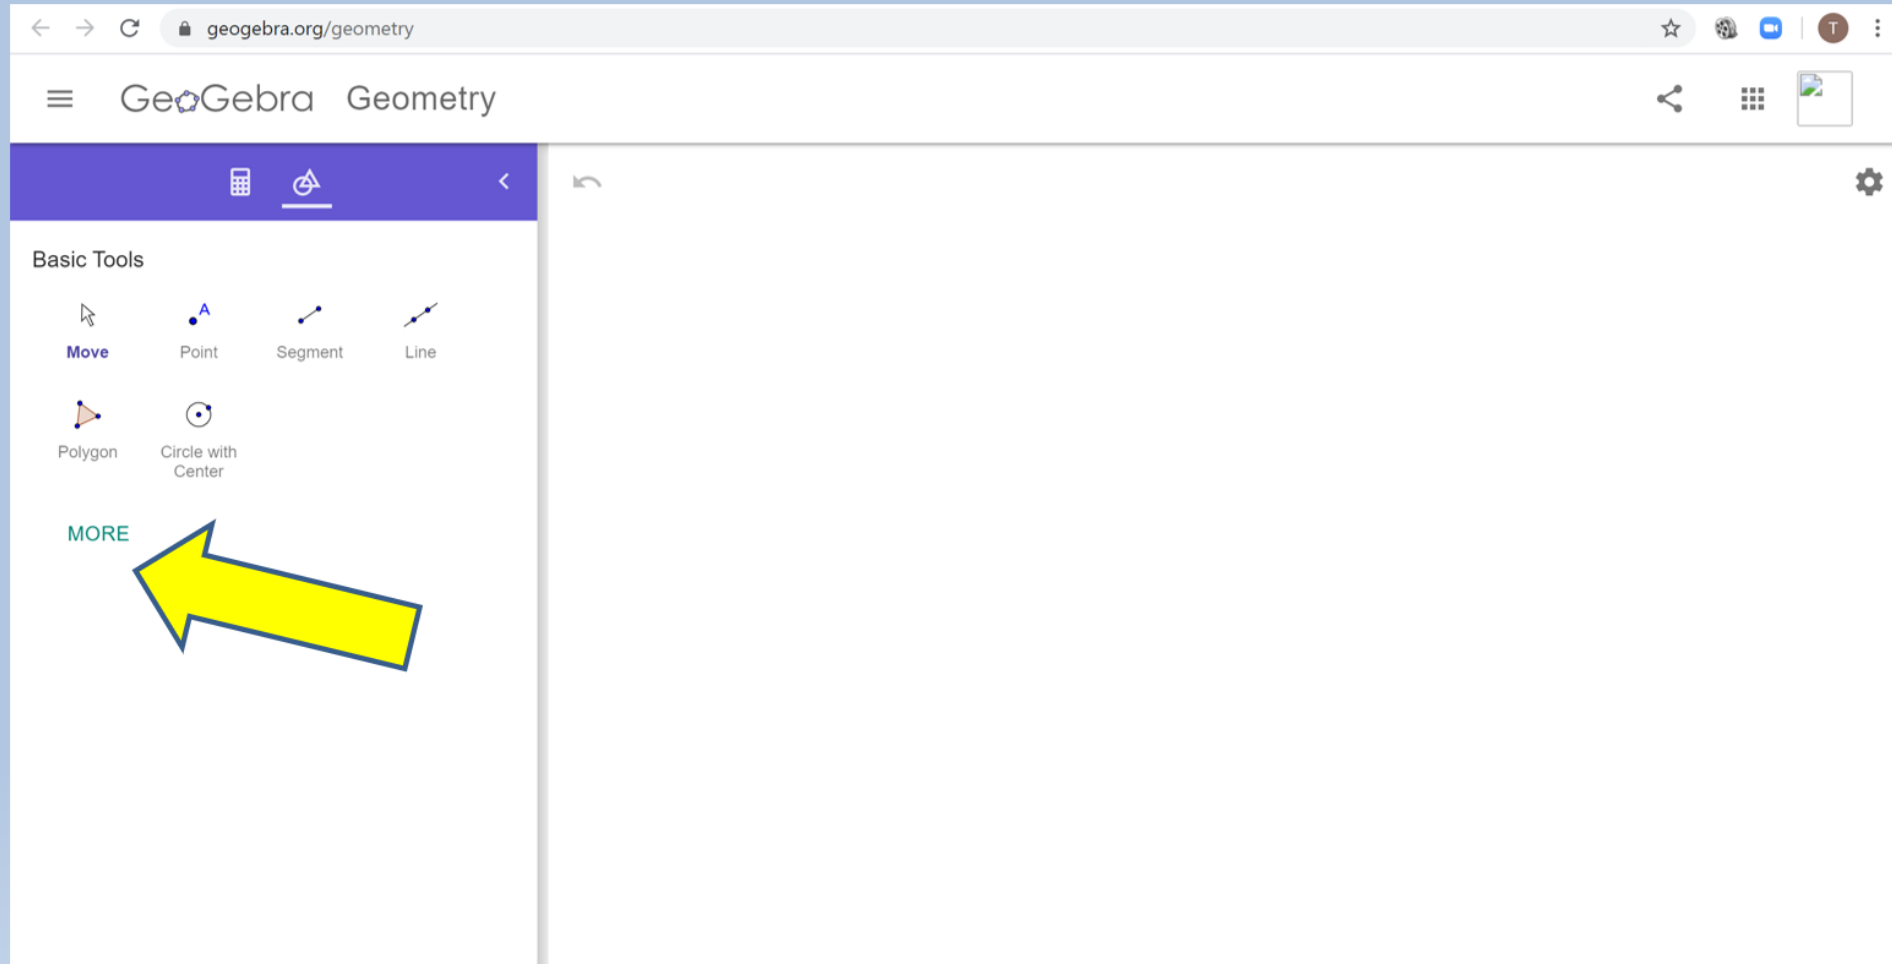 geogebra.org/geometry
T
GeoGebra Geometry
Basic Tools
A
Move Point Segment Line
Polygon Circle with
Center
MORE